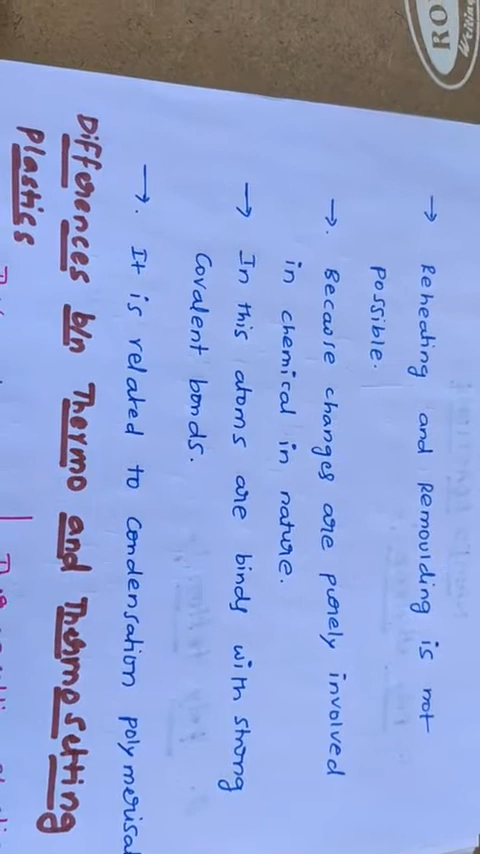 → Reheating and Remoulding is not
possible.
→. Because changes are purely involved
in chemical in nature.
→ In this atoms are bindy with strong
Covalent bonds.
→. It is related to condensation polymerisat
Differences b/n Thermo and Thermosetting
Plastics